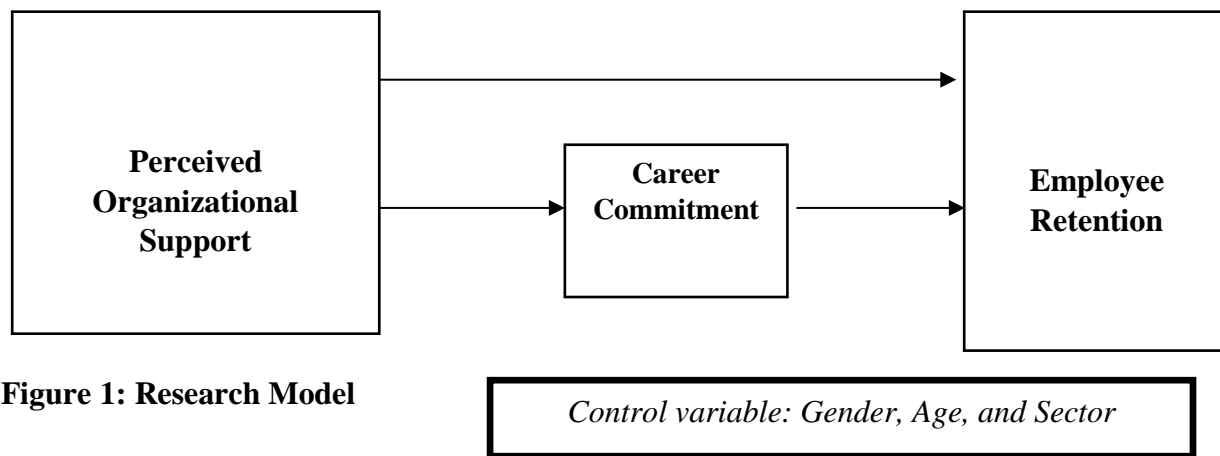 Perceived
Organizational
Support
Career
Commitment
Employee
Retention
Figure 1: Research Model
Control variable: Gender, Age, and Sector